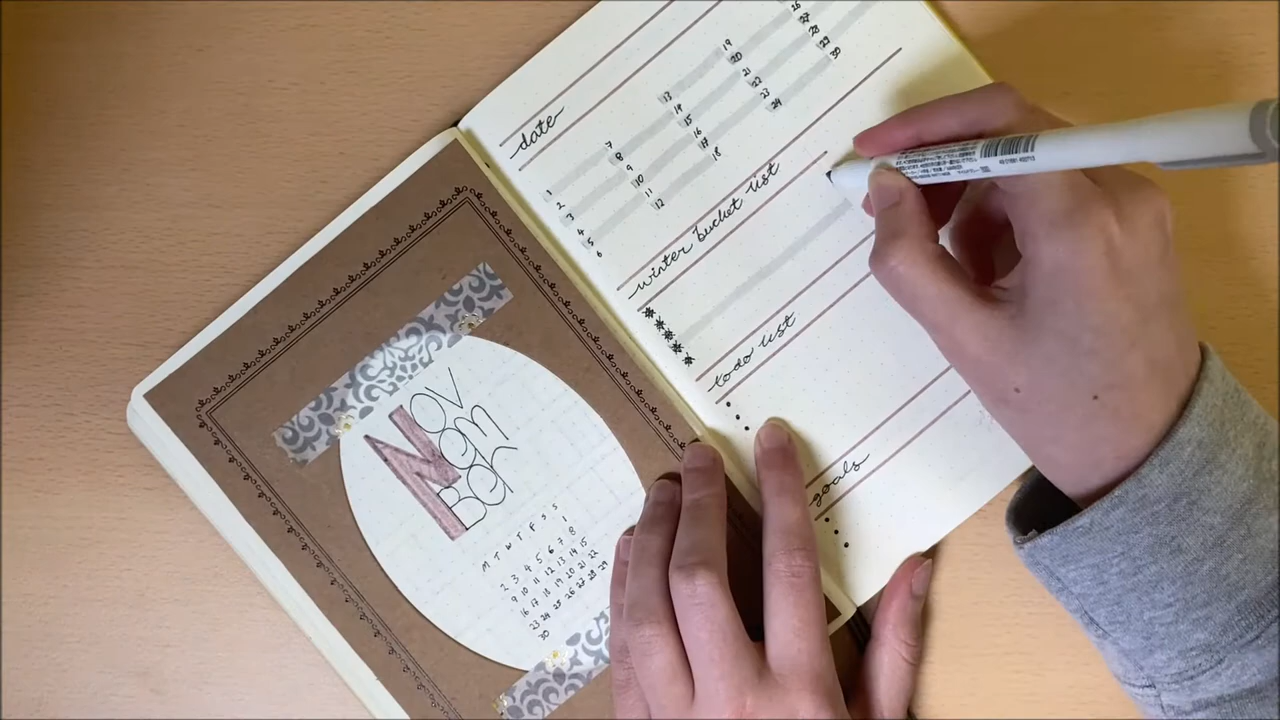 NOV
em
Ber
M T W T F S S
1
2 3 4 5 6 7 8
9 10 11 12 13 14 15
16 17 18 19 20 21 22
23 24 25 26 27 28 29
30
date
1 7 13 19
2 8 14 20 26
3 9 15 21 27
4 10 16 22 28
5 11 17 23 29
6 12 18 24 30
winter bucket list
to do list
goals